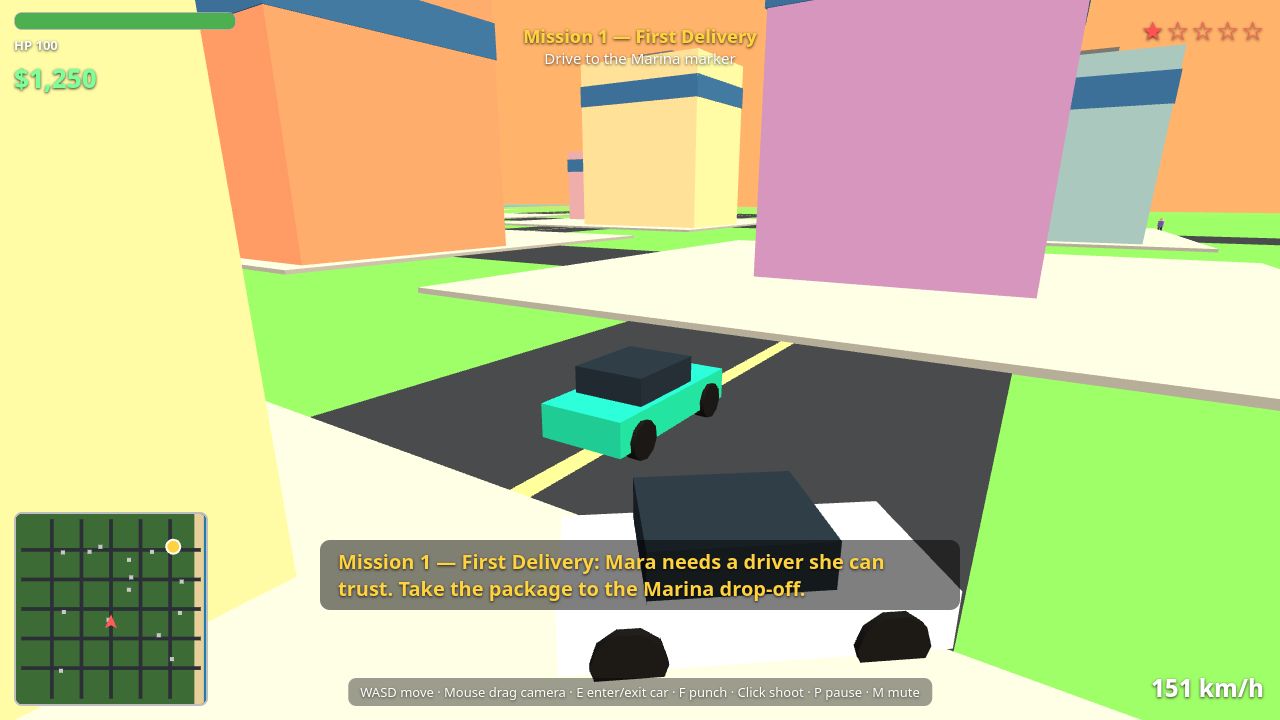 Mission 1 — First Delivery
Drive to the Marina marker
HP 100
$1,250
Mission 1 — First Delivery: Mara needs a driver she can
trust. Take the package to the Marina drop-off.
WASD move · Mouse drag camera · E enter/exit car · F punch · Click shoot · P pause · M mute
151 km/h